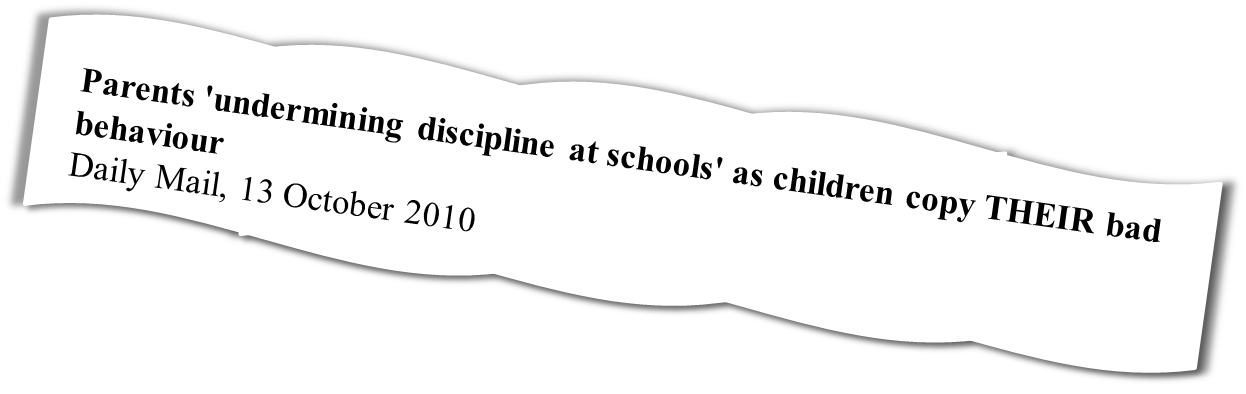 Parents 'undermining discipline at schools' as children copy THEIR bad
behaviour
Daily Mail, 13 October 2010